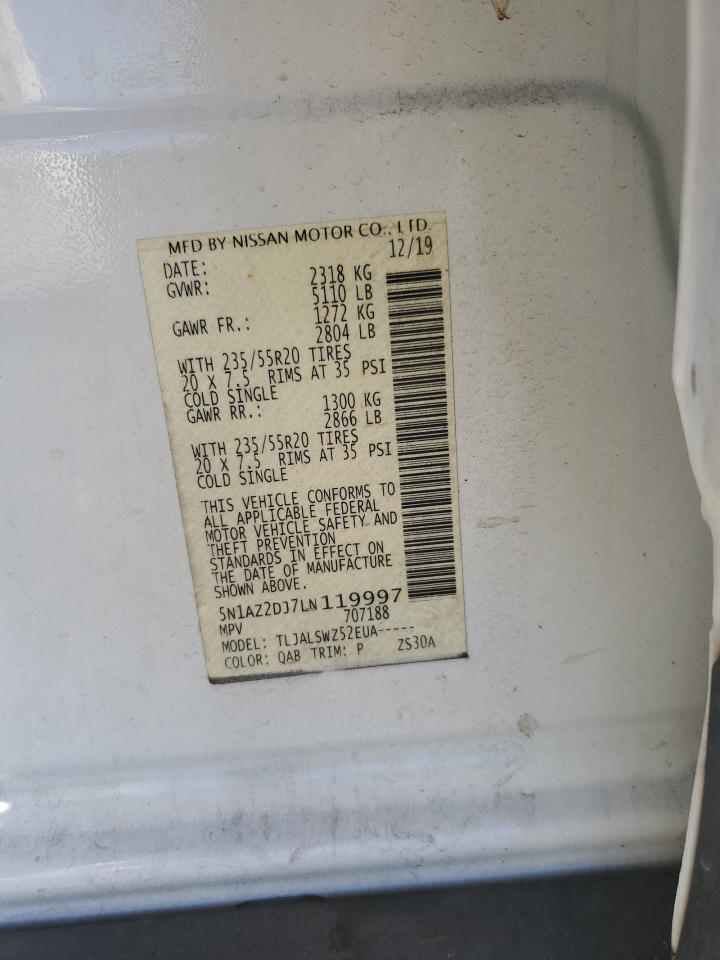 MFD BY NISSAN MOTOR CO., LTD.
DATE: 12/19
GVWR: 2318 KG
5110 LB
GAWR FR.: 1272 KG
2804 LB
WITH 235/55R20 TIRES
20 X 7.5 RIMS AT 35 PSI
COLD SINGLE
GAWR RR.: 1300 KG
2866 LB
WITH 235/55R20 TIRES
20 X 7.5 RIMS AT 35 PSI
COLD SINGLE
THIS VEHICLE CONFORMS TO
ALL APPLICABLE FEDERAL
MOTOR VEHICLE SAFETY AND
THEFT PREVENTION
STANDARDS IN EFFECT ON
THE DATE OF MANUFACTURE
SHOWN ABOVE.
5N1AZ2DJ7LN119997
MPV 707188
MODEL: TLJALSWZ52EUA-----
COLOR: QAB TRIM: P ZS30A